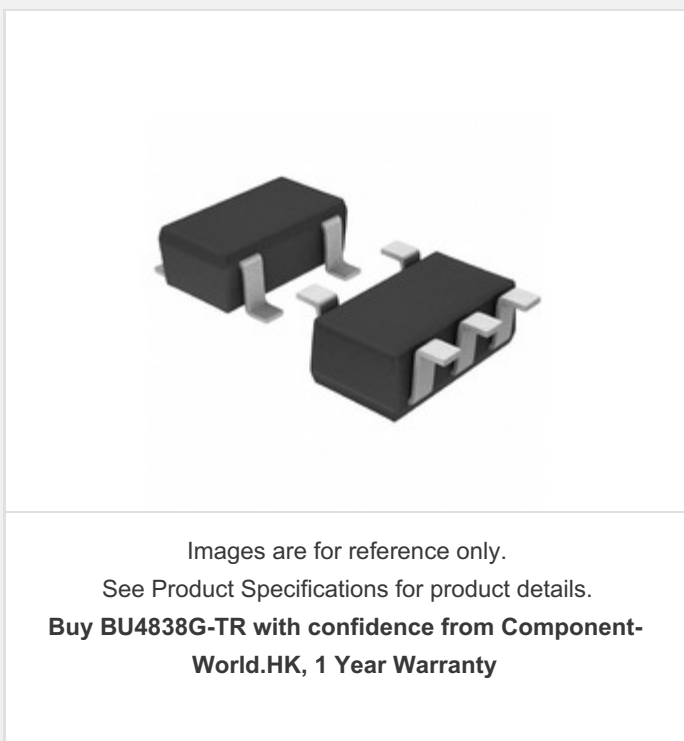 Images are for reference only.
See Product Specifications for product details.
Buy BU4838G-TR with confidence from Component-
World.HK, 1 Year Warranty